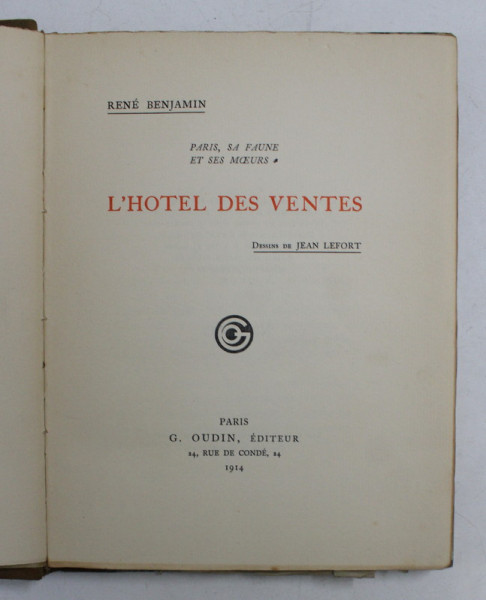 RENÉ BENJAMIN
PARIS, SA FAUNE
ET SES MŒURS
L'HOTEL DES VENTES
DESSINS DE JEAN LEFORT
GO
PARIS
G. OUDIN, ÉDITEUR
24, RUE DE CONDÉ, 24
1914